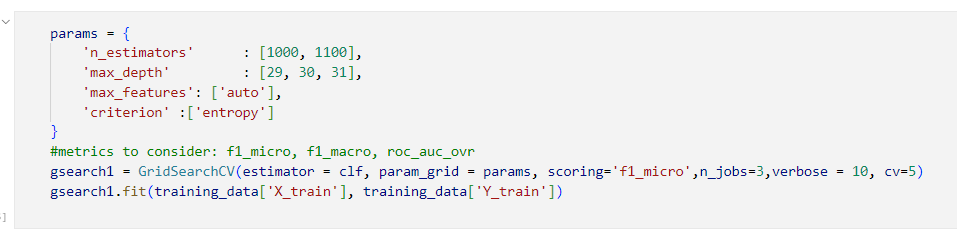 params = {
    'n_estimators'      : [1000, 1100],
    'max_depth'         : [29, 30, 31],
    'max_features': ['auto'],
    'criterion' :['entropy']
}
#metrics to consider: f1_micro, f1_macro, roc_auc_ovr
gsearch1 = GridSearchCV(estimator = clf, param_grid = params, scoring='f1_micro',n_jobs=3,verbose = 10, cv=5)
gsearch1.fit(training_data['X_train'], training_data['Y_train'])
]